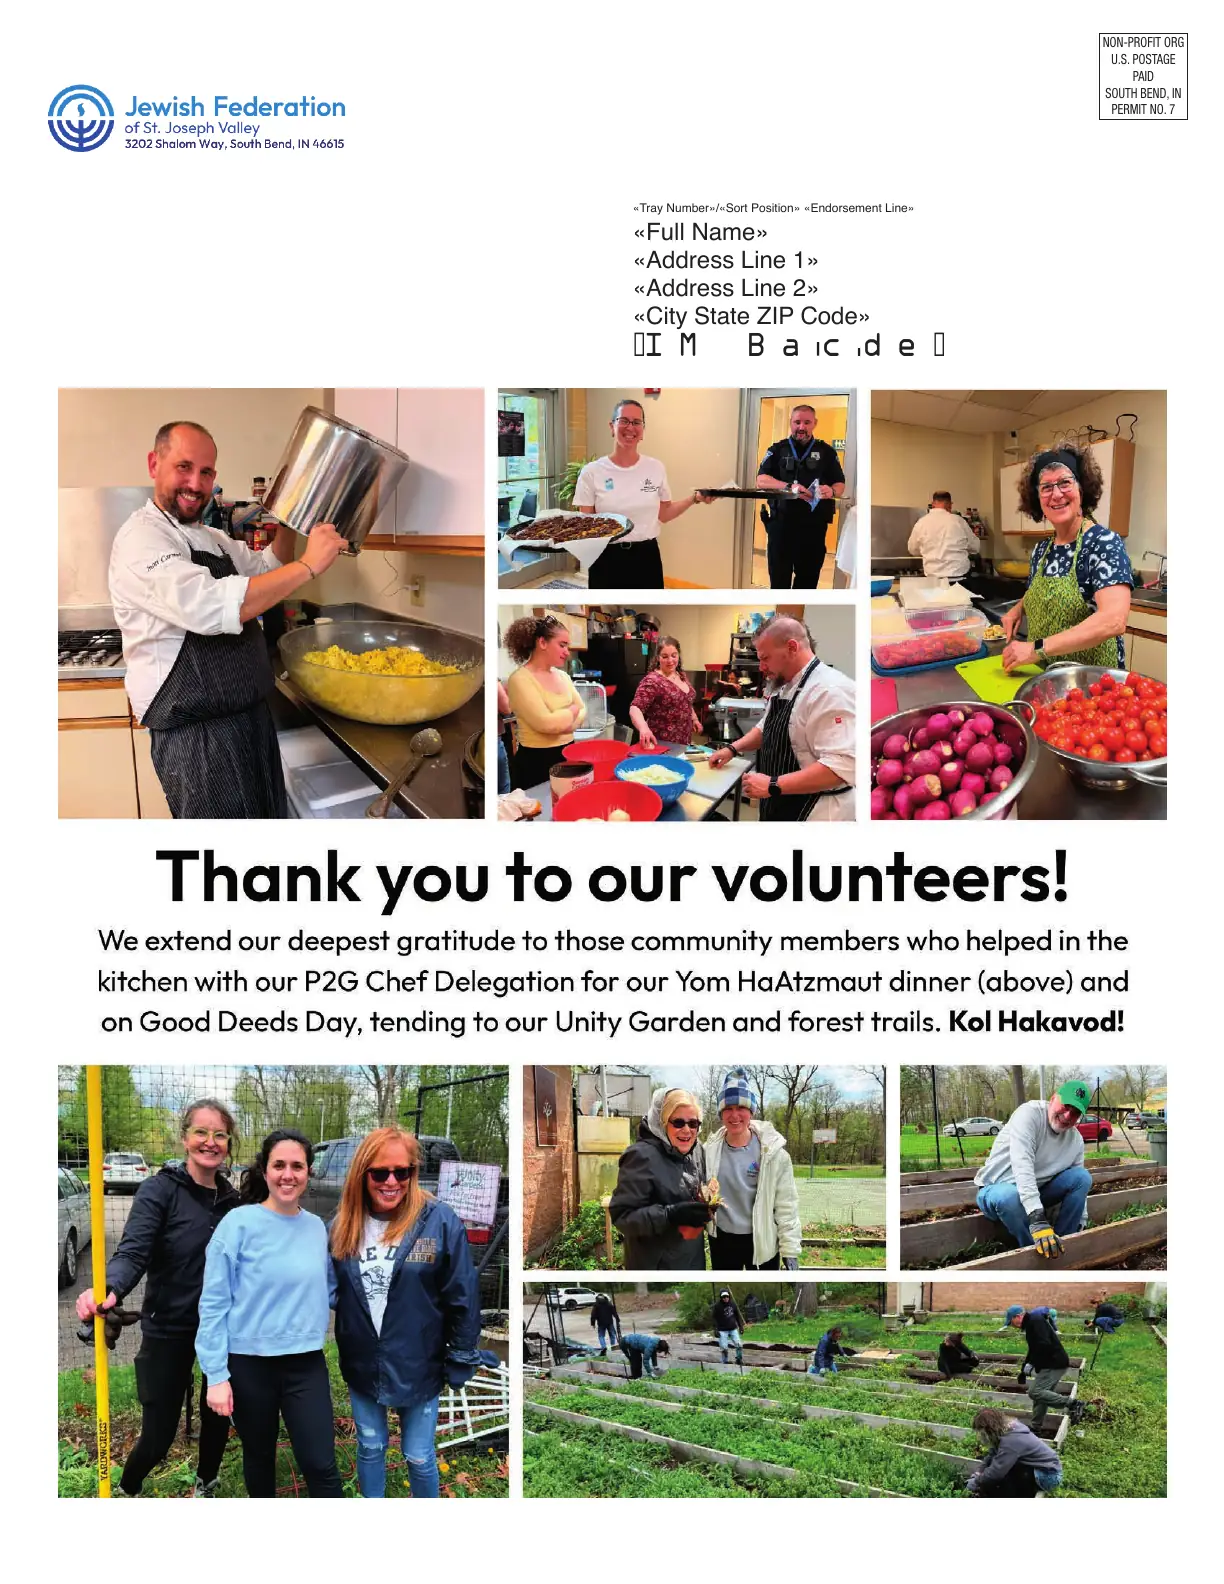 NON-PROFIT ORG
U.S. POSTAGE
PAID
SOUTH BEND, IN
PERMIT NO. 7
Jewish Federation
of St. Joseph Valley
3202 Shalom Way, South Bend, IN 46615
«Tray Number»/«Sort Position» «Endorsement Line»
«Full Name»
«Address Line 1»
«Address Line 2»
«City State ZIP Code»
IM Barcode
Thank you to our volunteers!
We extend our deepest gratitude to those community members who helped in the
kitchen with our P2G Chef Delegation for our Yom HaAtzmaut dinner (above) and
on Good Deeds Day, tending to our Unity Garden and forest trails. Kol Hakavod!
Unity
YARDWORKS